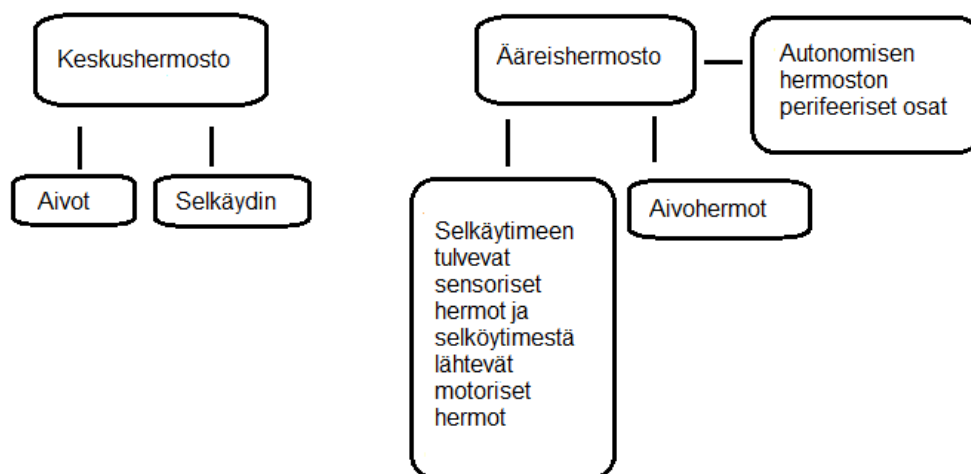 Keskushermosto
Aivot
Selkäydin
Ääreishermosto
Autonomisen
hermoston
perifeeriset osat
Selkäytimeen
tulvevat
sensoriset
hermot ja
selköytimestä
lähtevät
motoriset
hermot
Aivohermot